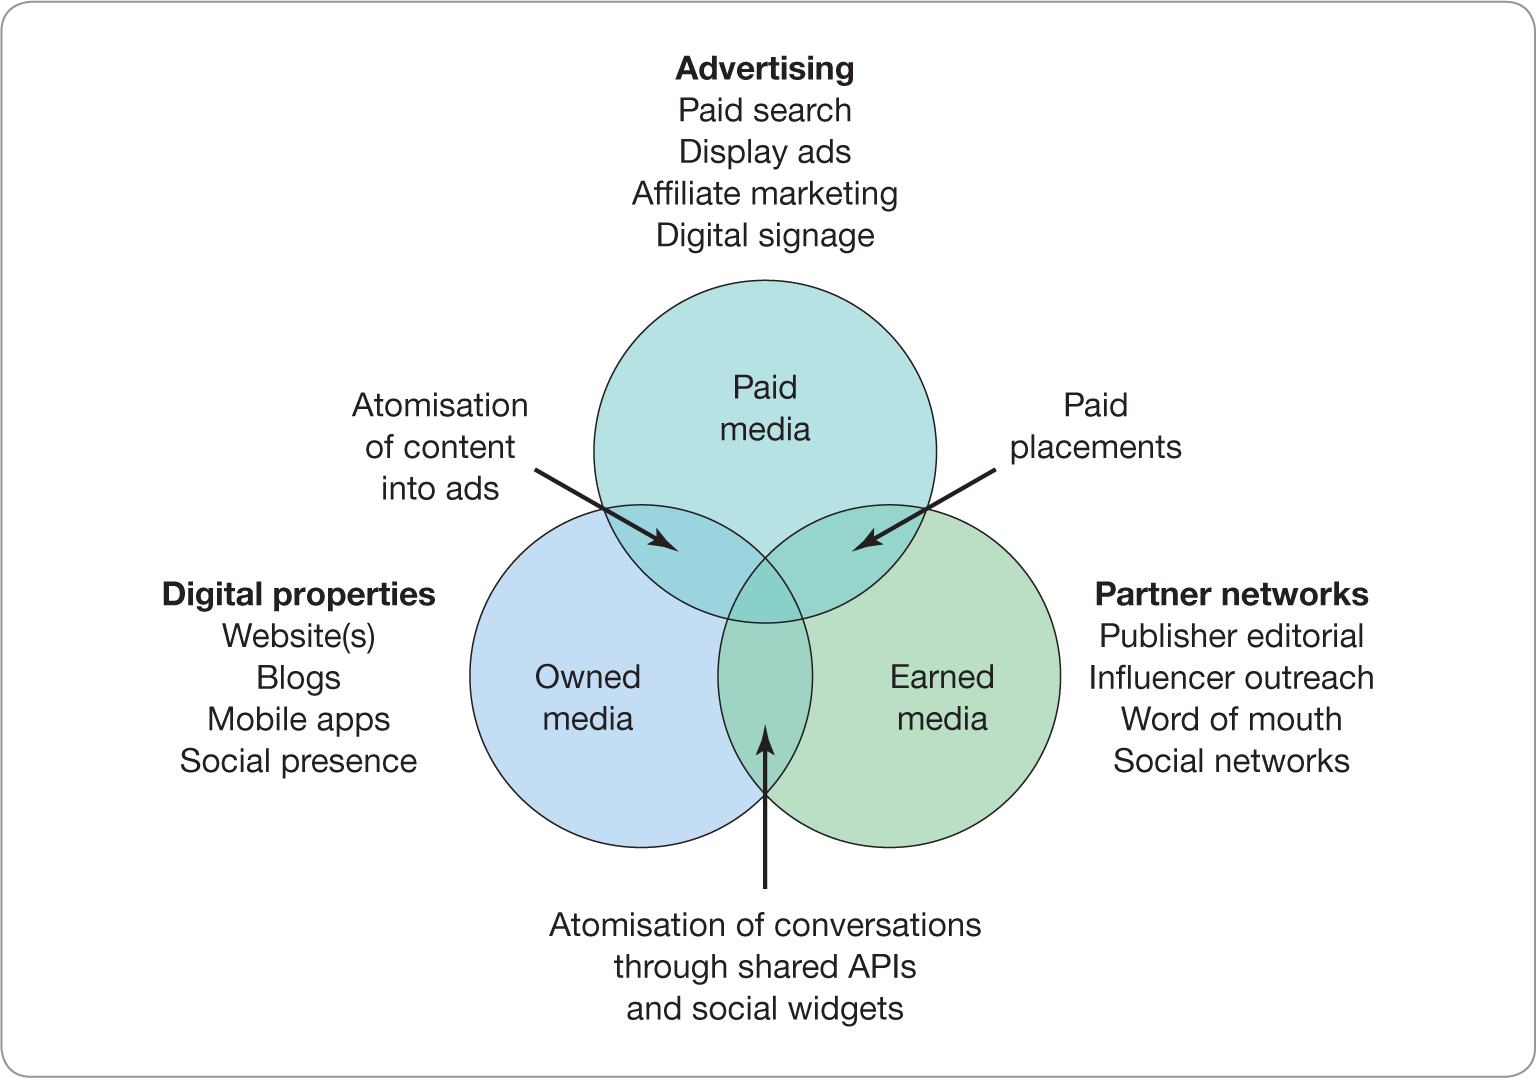 Advertising
Paid search
Display ads
Affiliate marketing
Digital signage
Paid
media
Atomisation
of content
into ads
Paid
placements
Digital properties
Website(s)
Blogs
Mobile apps
Social presence
Owned
media
Earned
media
Partner networks
Publisher editorial
Influencer outreach
Word of mouth
Social networks
Atomisation of conversations
through shared APIs
and social widgets